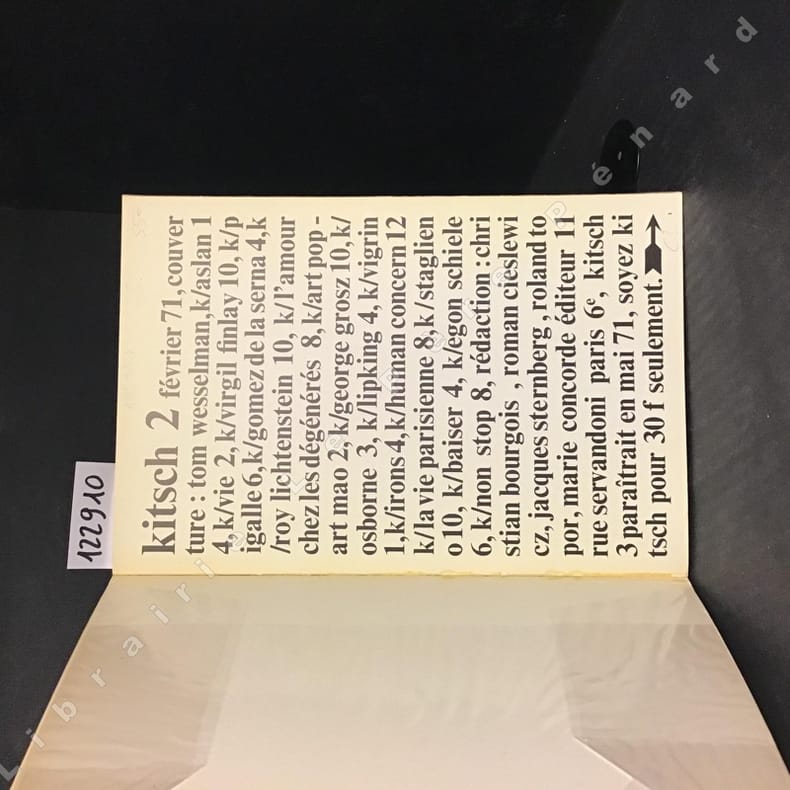 kitsch 2 février 71, couver
ture : tom wesselman, k/aslan 1
4, k/vie 2, k/virgil finlay 10, k/p
igalle 6, k/gomez de la serna 4, k
/roy lichtenstein 10, k/l'amour
chez les dégénérés 8, k/art pop -
art mao 2, k/george grosz 10, k/
osborne 3, k/lipking 4, k/vigrin
1, k/irons 4, k/human concern 12
k/la vie parisienne 8, k/staglien
o 10, k/baiser 4, k/egon schiele
6, k/non stop 8, rédaction : chri
stian bourgois , roman cieslewi
cz, jacques sternberg , roland to
por, marie concorde éditeur 11
rue servandoni paris 6e, kitsch
3 paraîtrait en mai 71, soyez ki
tsch pour 30 f seulement.
122910
Librairie Le Père Pénard